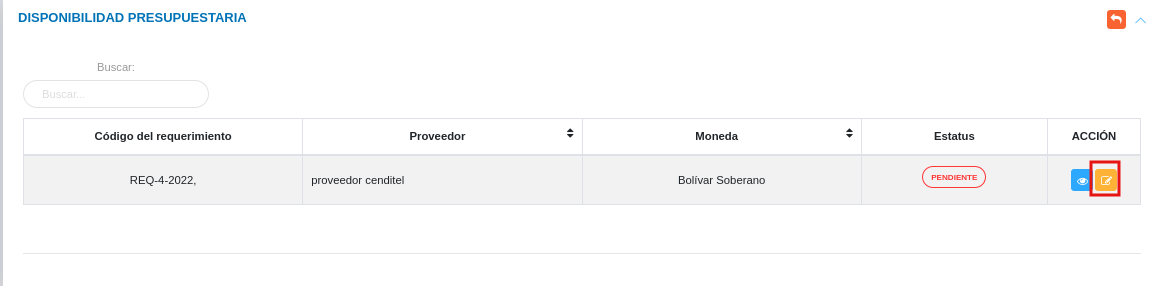 DISPONIBILIDAD PRESUPUESTARIA
Buscar:
Buscar...
Código del requerimiento Proveedor Moneda Estatus ACCIÓN
REQ-4-2022, proveedor cenditel Bolívar Soberano PENDIENTE